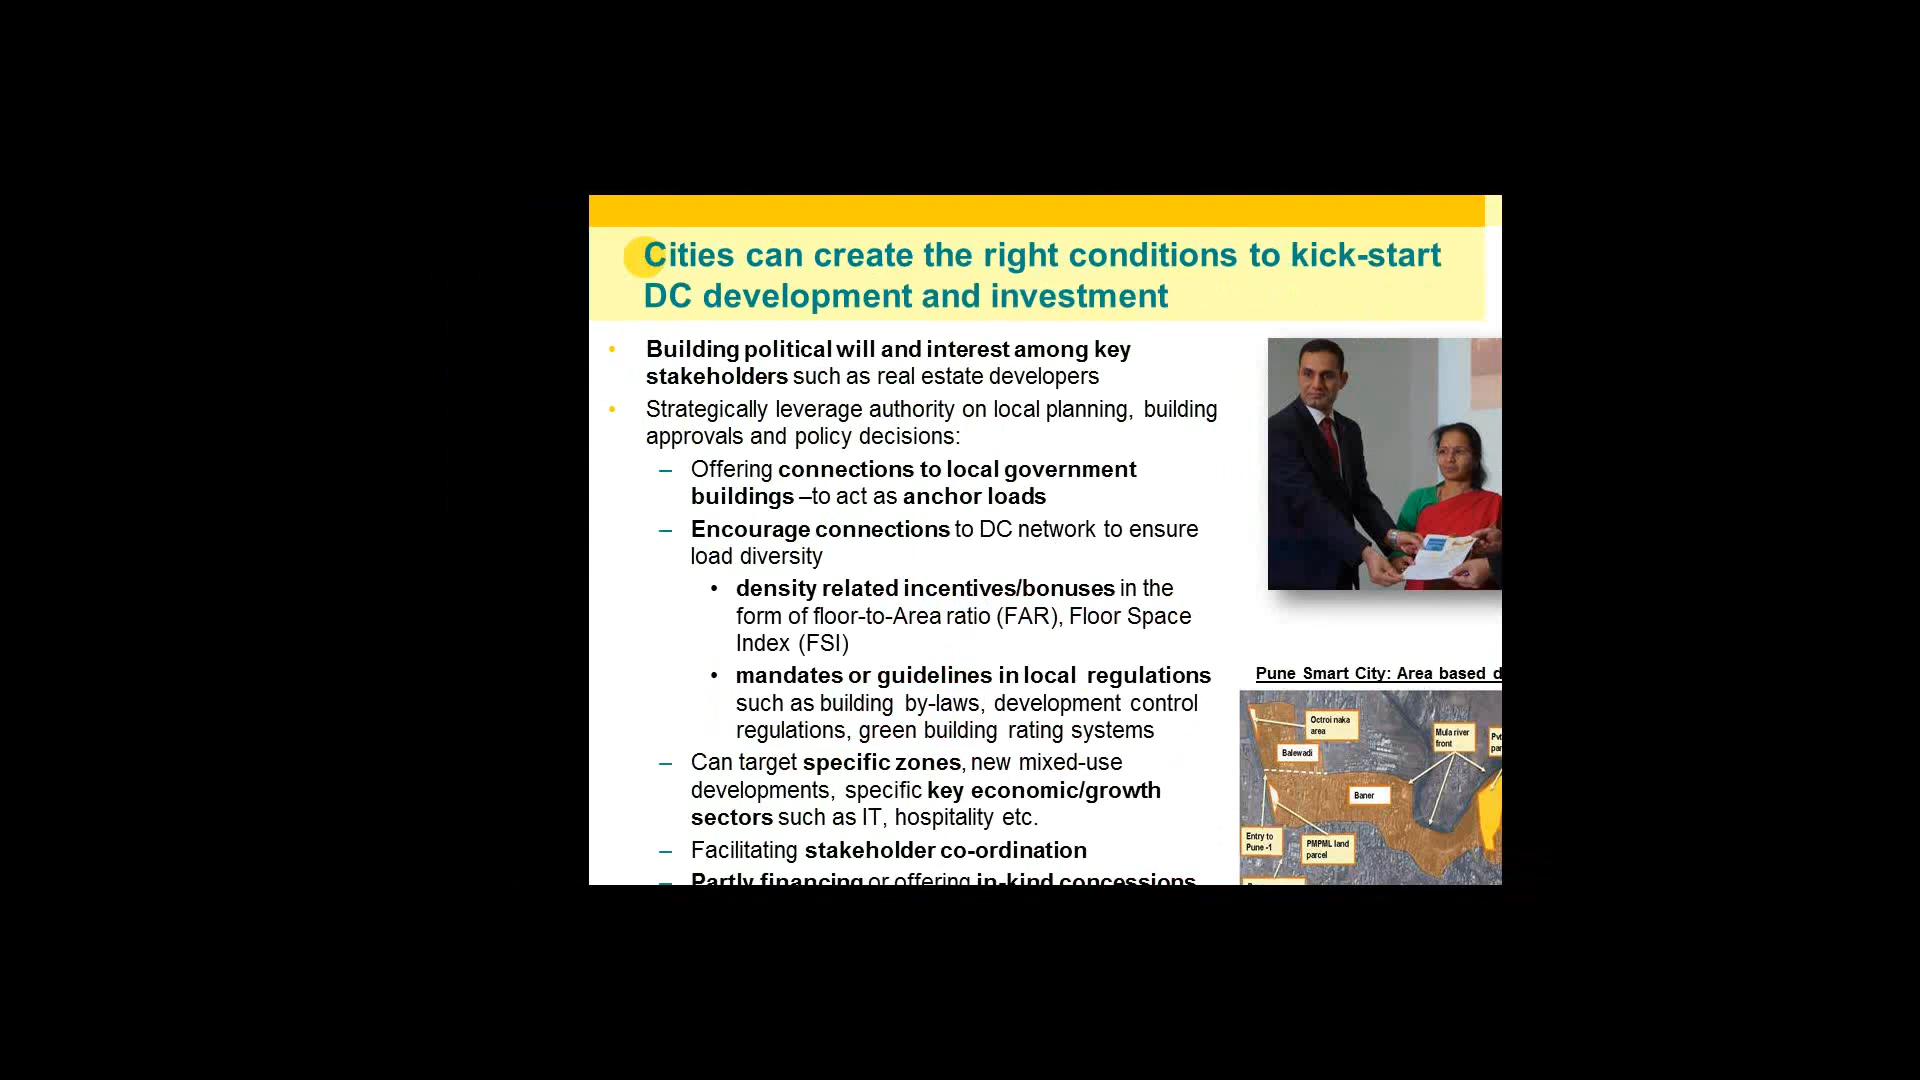 Cities can create the right conditions to kick-start
DC development and investment
• Building political will and interest among key
stakeholders such as real estate developers
• Strategically leverage authority on local planning, building
approvals and policy decisions:
– Offering connections to local government
buildings –to act as anchor loads
– Encourage connections to DC network to ensure
load diversity
• density related incentives/bonuses in the
form of floor-to-Area ratio (FAR), Floor Space
Index (FSI)
• mandates or guidelines in local regulations
such as building by-laws, development control
regulations, green building rating systems
– Can target specific zones, new mixed-use
developments, specific key economic/growth
sectors such as IT, hospitality etc.
– Facilitating stakeholder co-ordination
– Partly financing or offering in-kind concessions
Pune Smart City: Area based d
Octroi naka
area
Balewadi
Mula river
front
Baner
Entry to
Pune -1
PMPML land
parcel